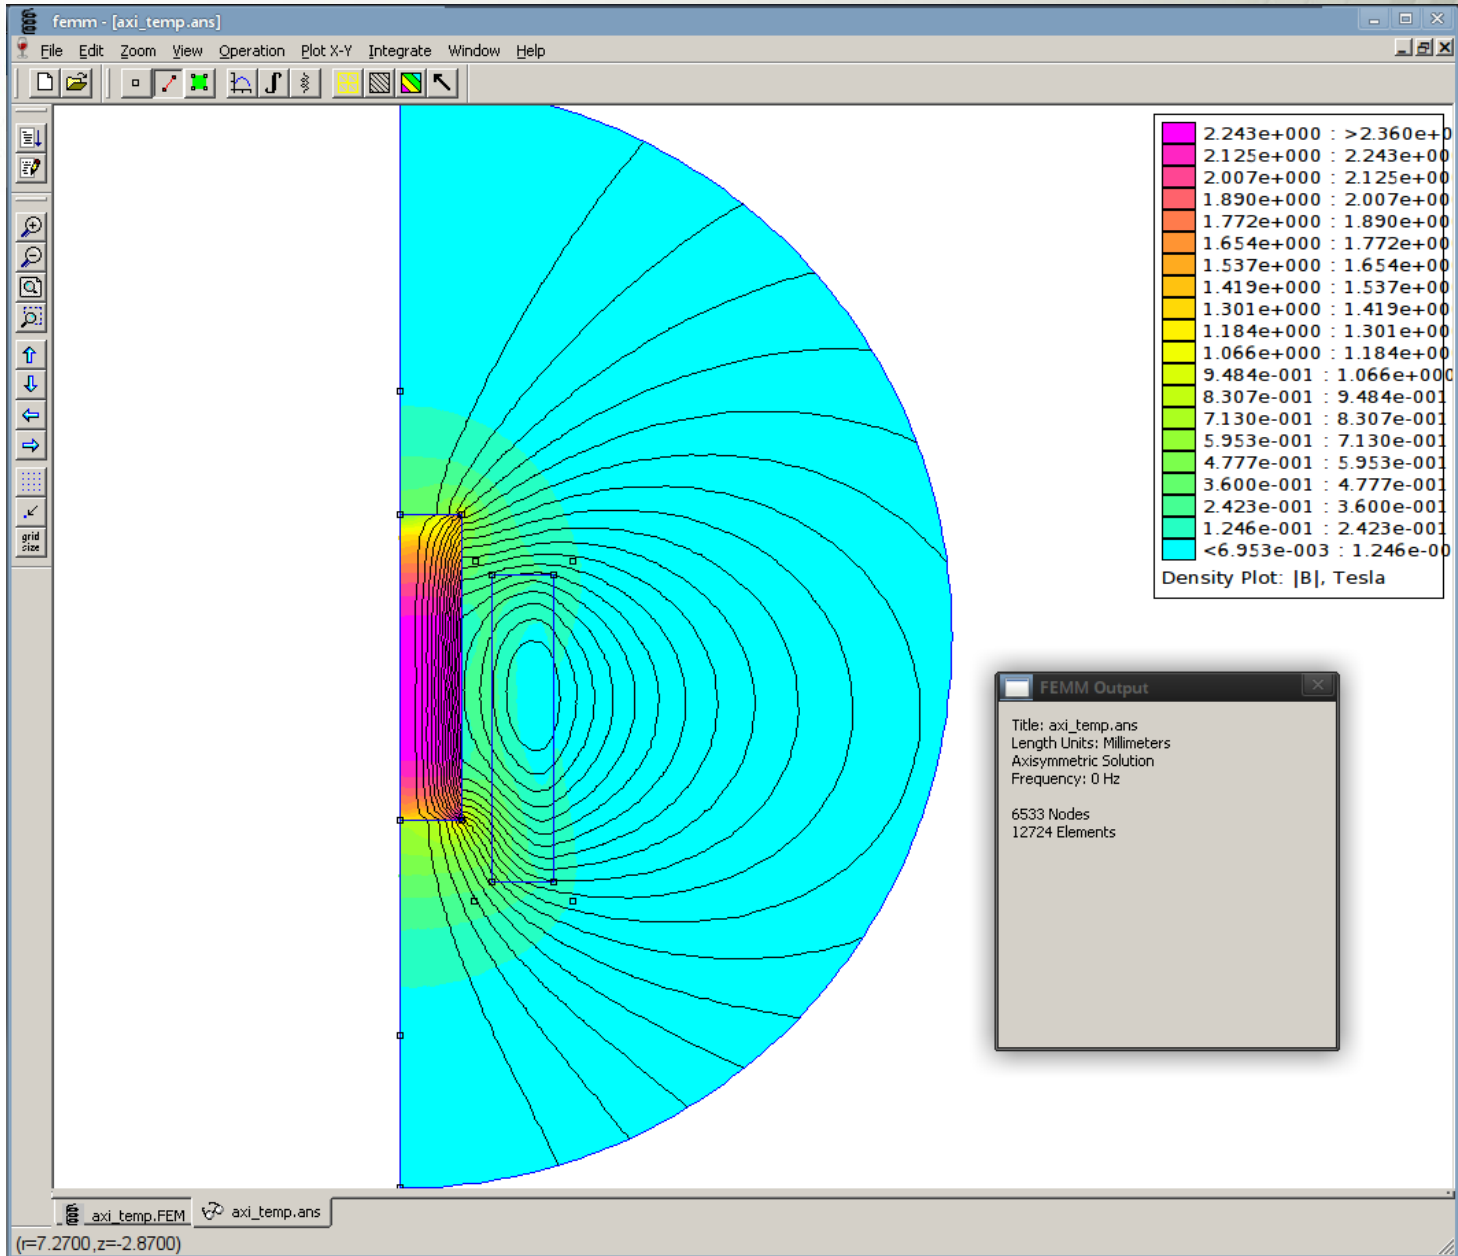 femm - [axi_temp.ans]
File Edit Zoom View Operation Plot X-Y Integrate Window Help
grid
size
2.243e+000 : >2.360e+0
2.125e+000 : 2.243e+00
2.007e+000 : 2.125e+00
1.890e+000 : 2.007e+00
1.772e+000 : 1.890e+00
1.654e+000 : 1.772e+00
1.537e+000 : 1.654e+00
1.419e+000 : 1.537e+00
1.301e+000 : 1.419e+00
1.184e+000 : 1.301e+00
1.066e+000 : 1.184e+00
9.484e-001 : 1.066e+000
8.307e-001 : 9.484e-001
7.130e-001 : 8.307e-001
5.953e-001 : 7.130e-001
4.777e-001 : 5.953e-001
3.600e-001 : 4.777e-001
2.423e-001 : 3.600e-001
1.246e-001 : 2.423e-001
<6.953e-003 : 1.246e-00
Density Plot: |B|, Tesla
FEMM Output
Title: axi_temp.ans
Length Units: Millimeters
Axisymmetric Solution
Frequency: 0 Hz
6533 Nodes
12724 Elements
axi_temp.FEM
axi_temp.ans
(r=7.2700,z=-2.8700)